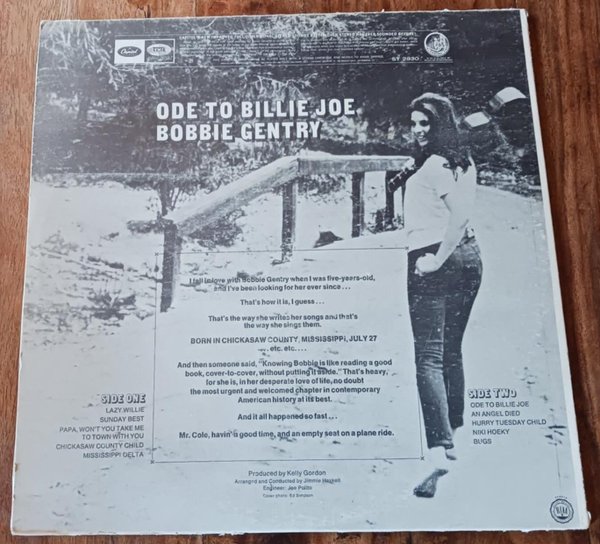 Capitol
ST 2830
ODE TO BILLIE JOE
BOBBIE GENTRY
I fell in love with Bobbie Gentry when I was five-years-old,
and I've been looking for her ever since...
That's how it is, I guess...
That's the way she writes her songs and that's
the way she sings them.
BORN IN CHICKASAW COUNTY, MISSISSIPPI, JULY 27
...etc. etc....
And then someone said, "Knowing Bobbie is like reading a good
book, cover-to-cover, without putting it aside." That's heavy,
for she is, in her desperate love of life, no doubt
the most urgent and welcomed chapter in contemporary
American history at its best.
And it all happened so fast...
Mr. Cole, havin' a good time, and an empty seat on a plane ride.
SIDE ONE
LAZY WILLIE
SUNDAY BEST
PAPA, WON'T YOU TAKE ME
TO TOWN WITH YOU
CHICKASAW COUNTY CHILD
MISSISSIPPI DELTA
SIDE TWO
ODE TO BILLIE JOE
AN ANGEL DIED
HURRY TUESDAY CHILD
NIKI HOEKY
BUGS
Produced by Kelly Gordon
Arranged and Conducted by Jimmie Haskell
Engineer: Joe Polito
Cover photo: Ed Simpson